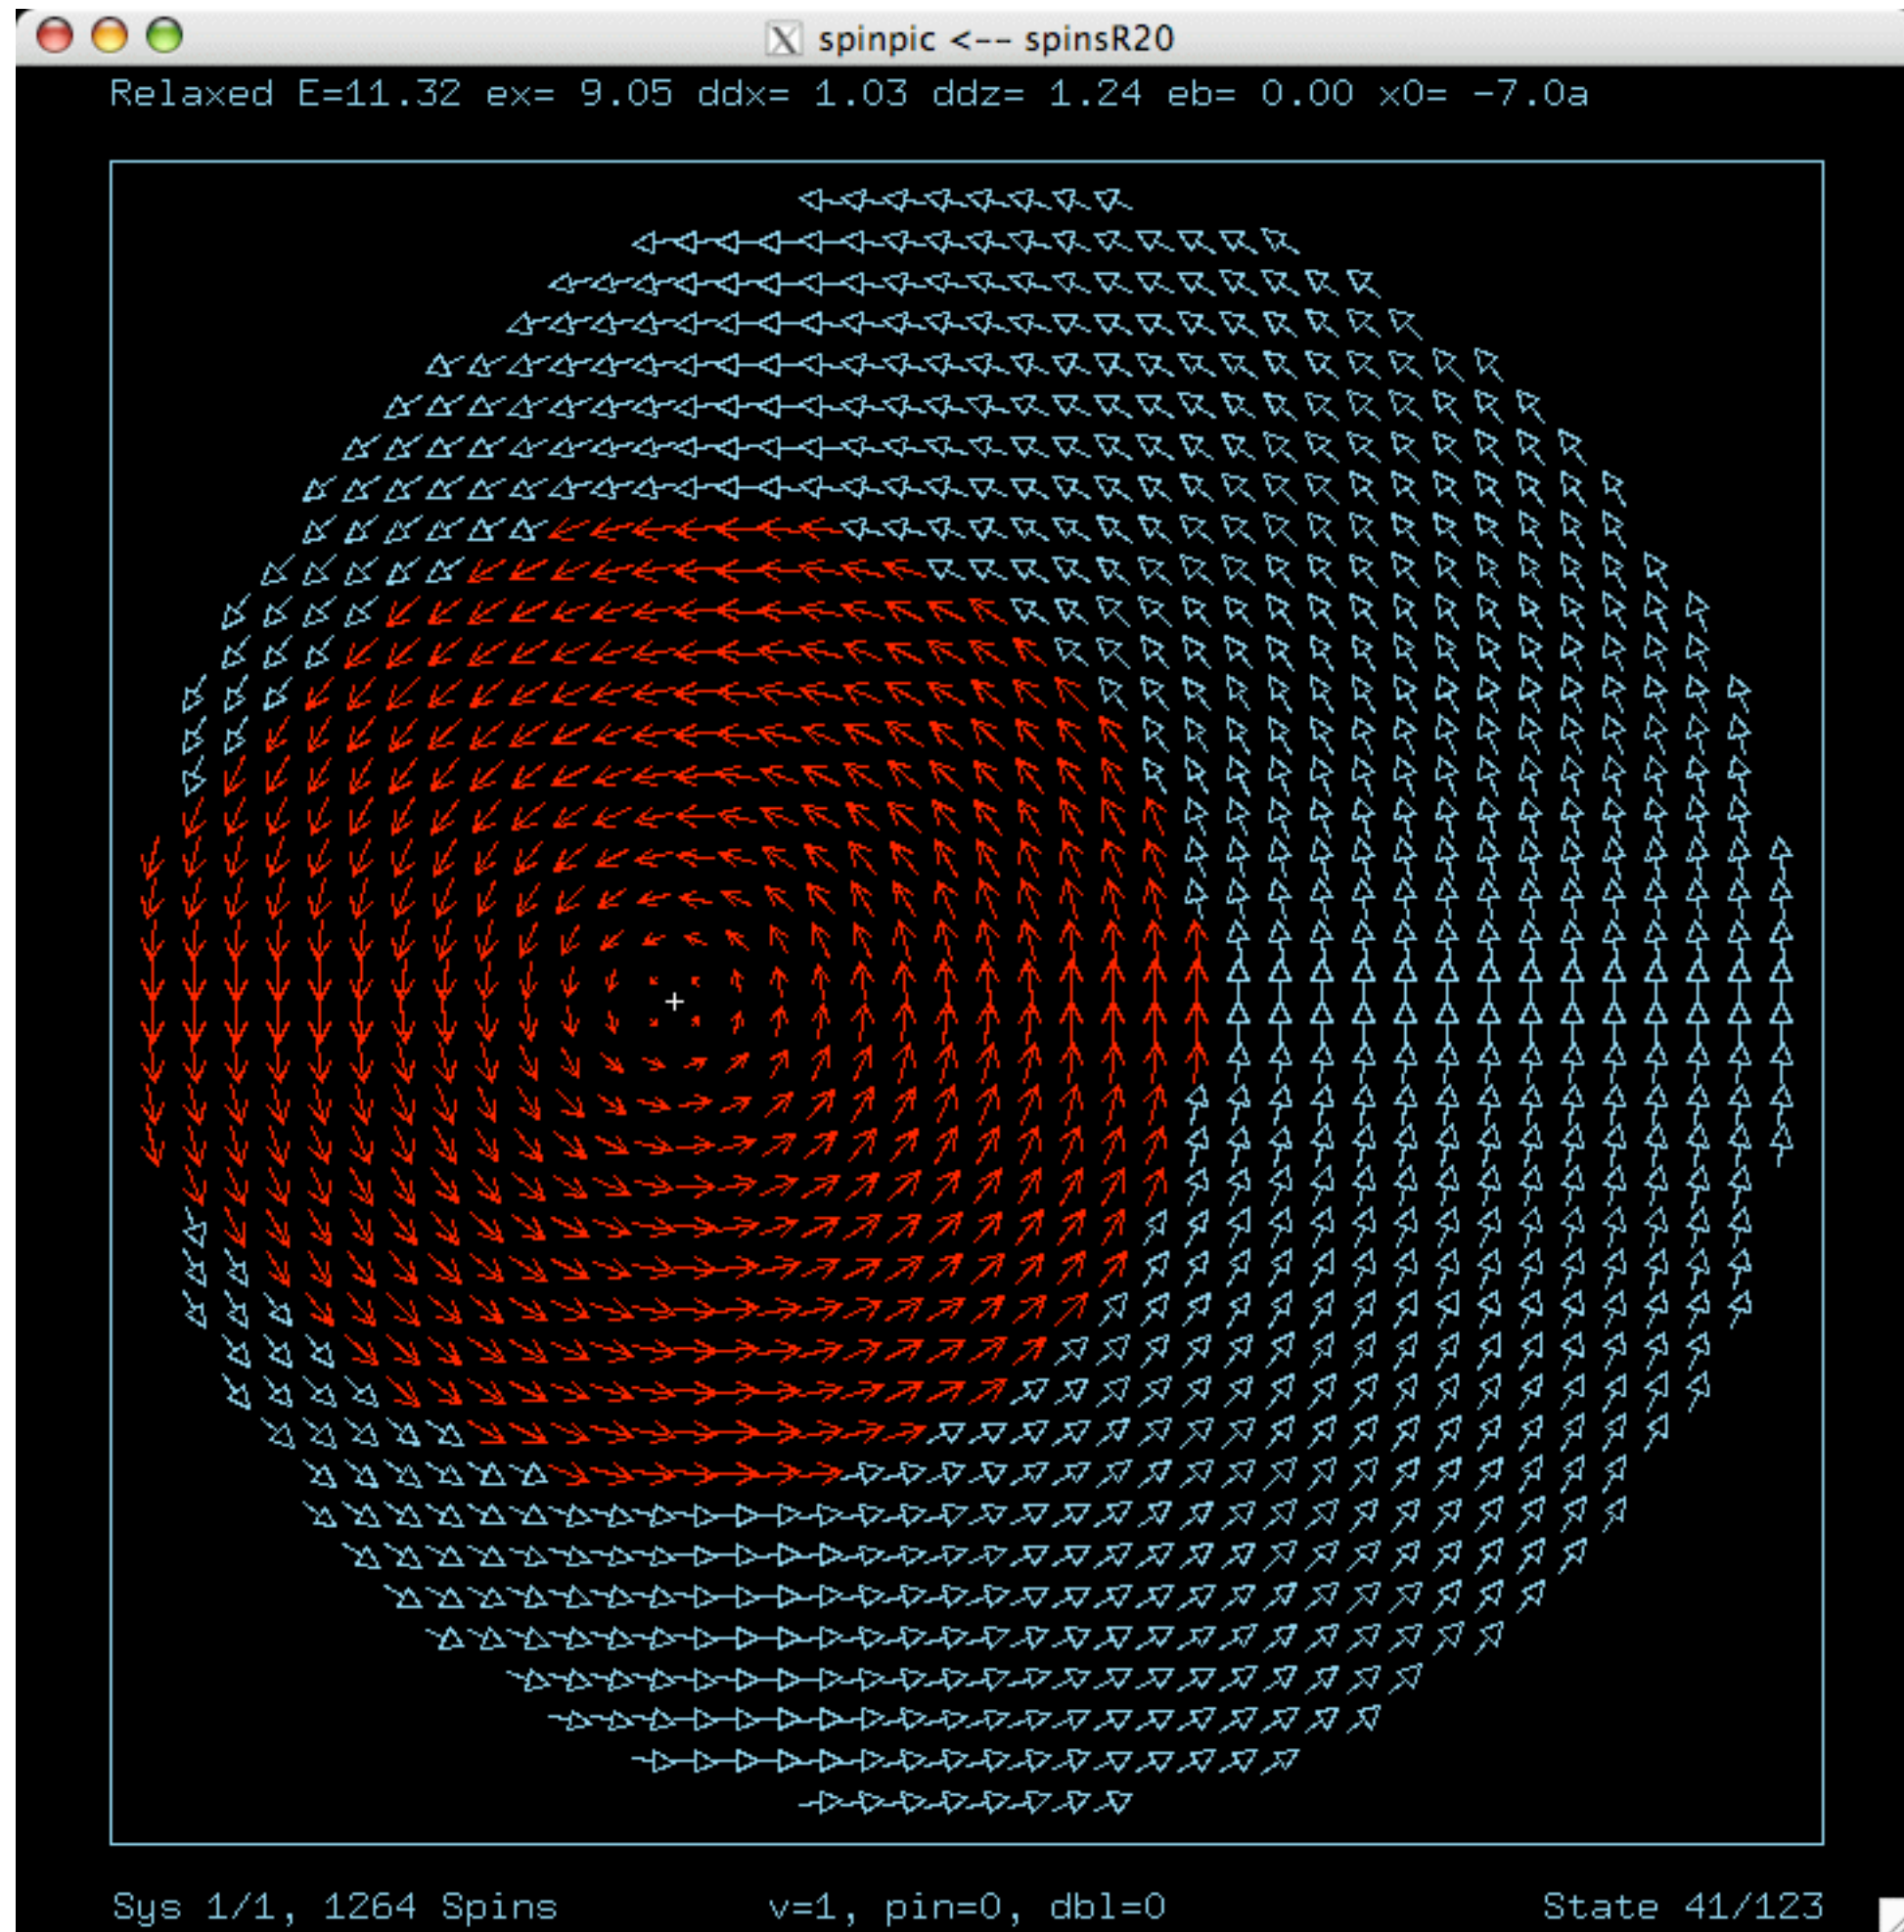 spinpic <-- spinsR20
Relaxed E=11.32 ex= 9.05 ddx= 1.03 ddz= 1.24 eb= 0.00 x0= -7.0a
Sys 1/1, 1264 Spins v=1, pin=0, dbl=0 State 41/123